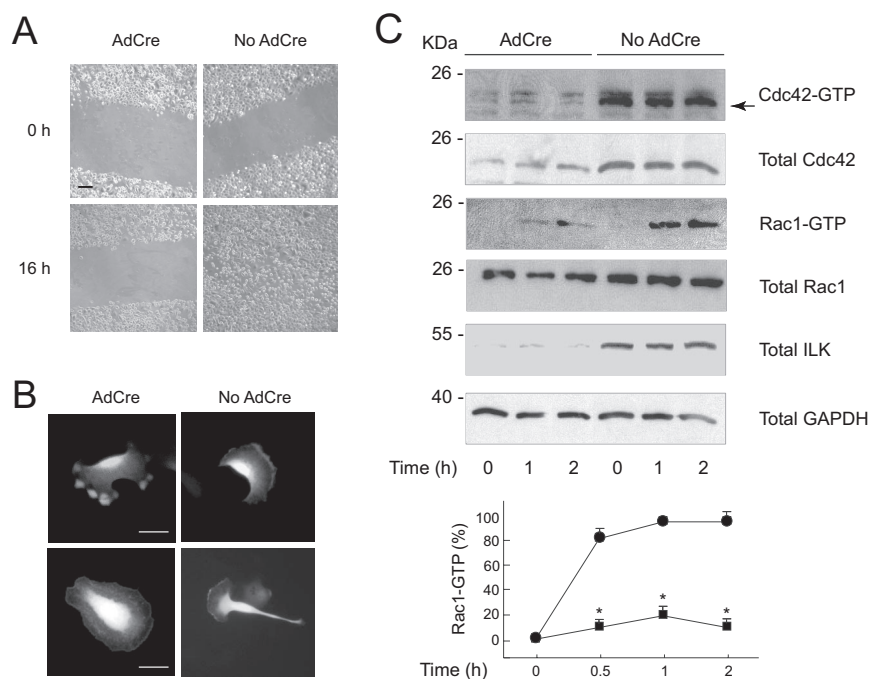 A
AdCre No AdCre
0 h
16 h
B
AdCre No AdCre
C
KDa AdCre No AdCre
26 - Cdc42-GTP
26 - Total Cdc42
26 - Rac1-GTP
26 - Total Rac1
55 - Total ILK
40 - Total GAPDH
Time (h) 0 1 2 0 1 2
Rac1-GTP (%)
100
80
60
40
20
0
* * *
Time (h) 0 0.5 1 2